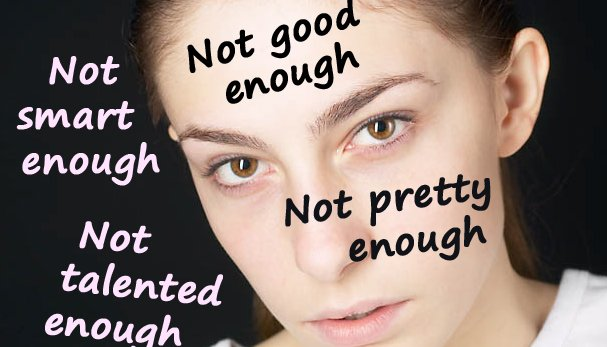 Not good
enough
Not
smart
enough
Not pretty
enough
Not
talented
enough